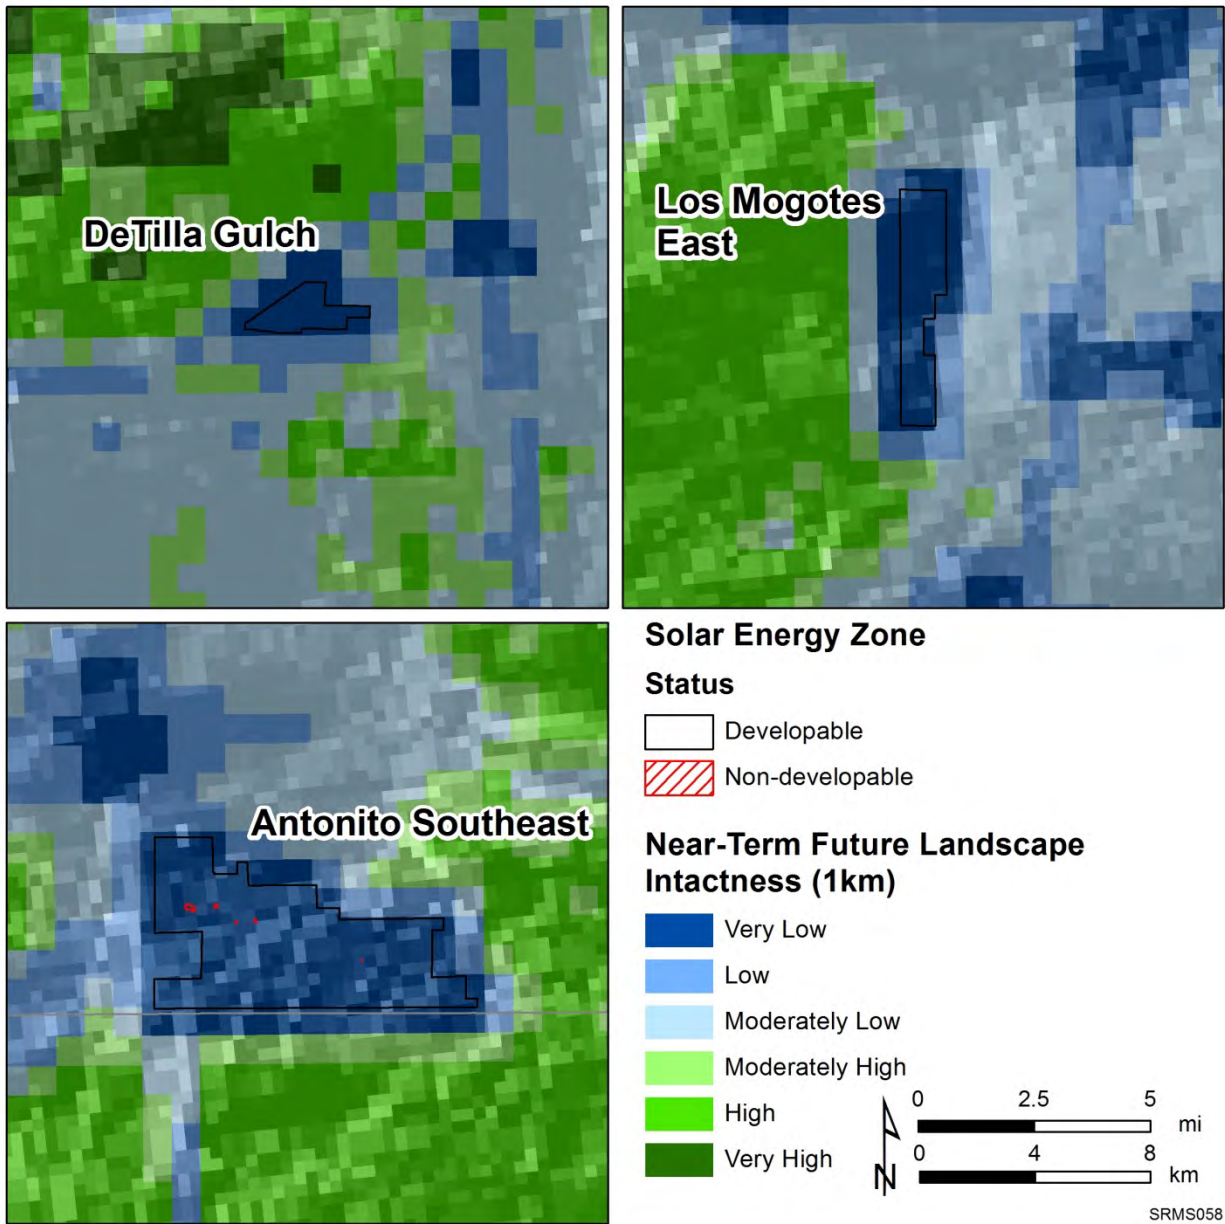 DeTilla Gulch
Los Mogotes
East
Antonito Southeast
Solar Energy Zone
Status
Developable
Non-developable
Near-Term Future Landscape
Intactness (1km)
Very Low
Low
Moderately Low
Moderately High
High
Very High
0 2.5 5
mi
0 4 8
km
N
SRMS058